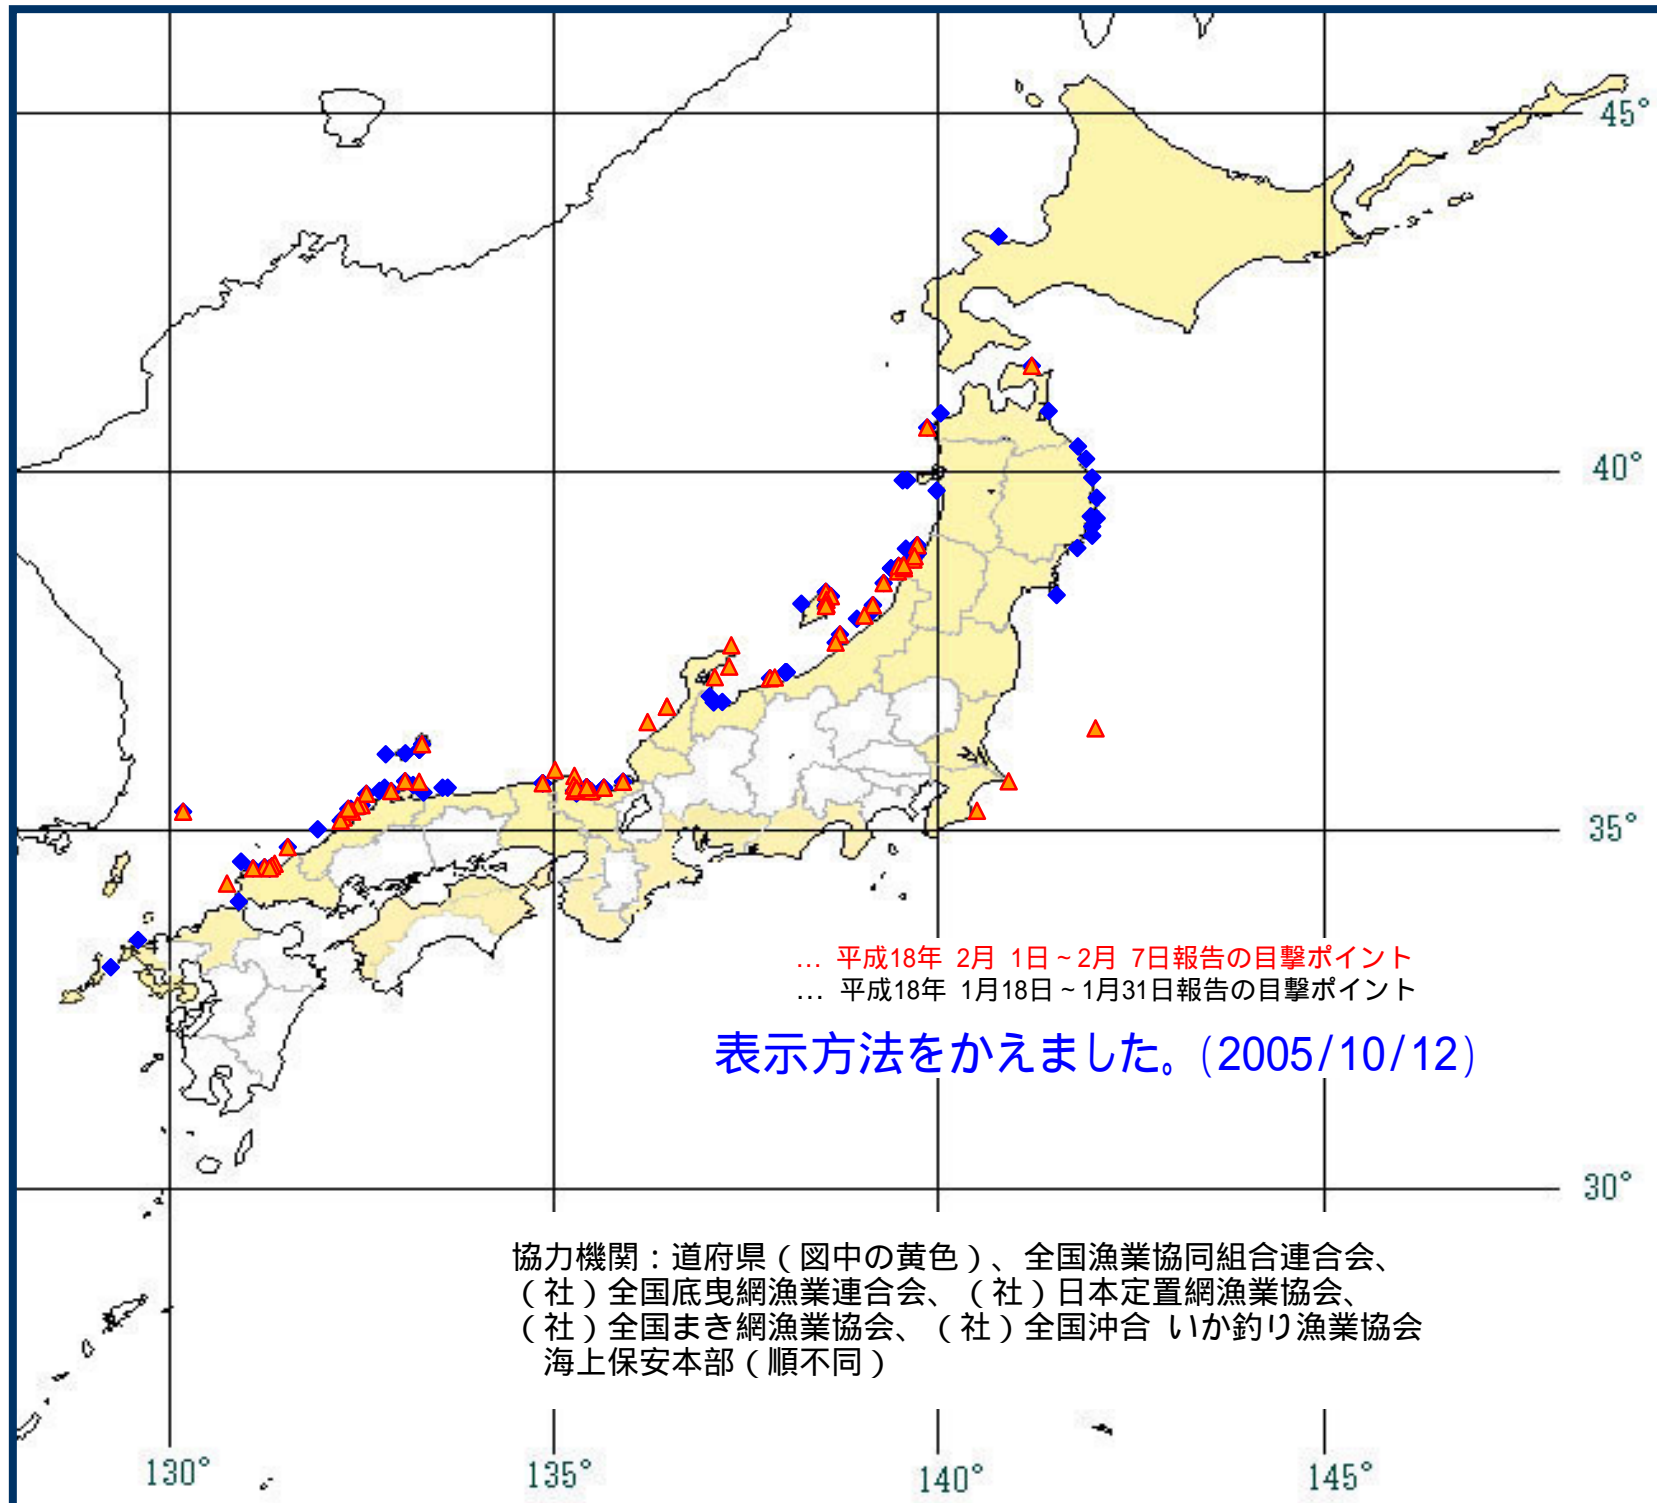 45°
40°
35°
… 平成18年 2月 1日～2月 7日報告の目撃ポイント
… 平成18年 1月18日～1月31日報告の目撃ポイント
表示方法をかえました。(2005/10/12)
30°
協力機関：道府県（図中の黄色）、全国漁業協同組合連合会、
（社）全国底曳網漁業連合会、（社）日本定置網漁業協会、
（社）全国まき網漁業協会、（社）全国沖合 いか釣り漁業協会
海上保安本部（順不同）
130° 135° 140° 145°